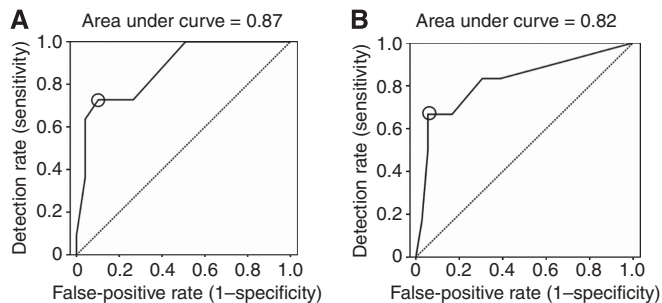 A
Area under curve = 0.87
Detection rate (sensitivity)
1.0
0.8
0.6
0.4
0.2
0
0 0.2 0.4 0.6 0.8 1.0
False-positive rate (1–specificity)
B
Area under curve = 0.82
Detection rate (sensitivity)
1.0
0.8
0.6
0.4
0.2
0
0 0.2 0.4 0.6 0.8 1.0
False-positive rate (1–specificity)